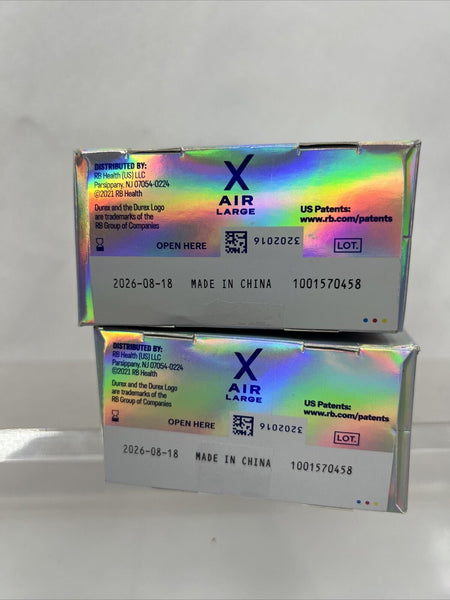 DISTRIBUTED BY:
RB Health (US) LLC
Parsippany, NJ 07054-0224
©2021 RB Health
Durex and the Durex Logo
are trademarks of the
RB Group of Companies
X
AIR
LARGE
US Patents:
www.rb.com/patents
OPEN HERE
3202016
LOT.
2026-08-18 MADE IN CHINA 1001570458
DISTRIBUTED BY:
RB Health (US) LLC
Parsippany, NJ 07054-0224
©2021 RB Health
Durex and the Durex Logo
are trademarks of the
RB Group of Companies
X
AIR
LARGE
US Patents:
www.rb.com/patents
OPEN HERE
3202016
LOT.
2026-08-18 MADE IN CHINA 1001570458